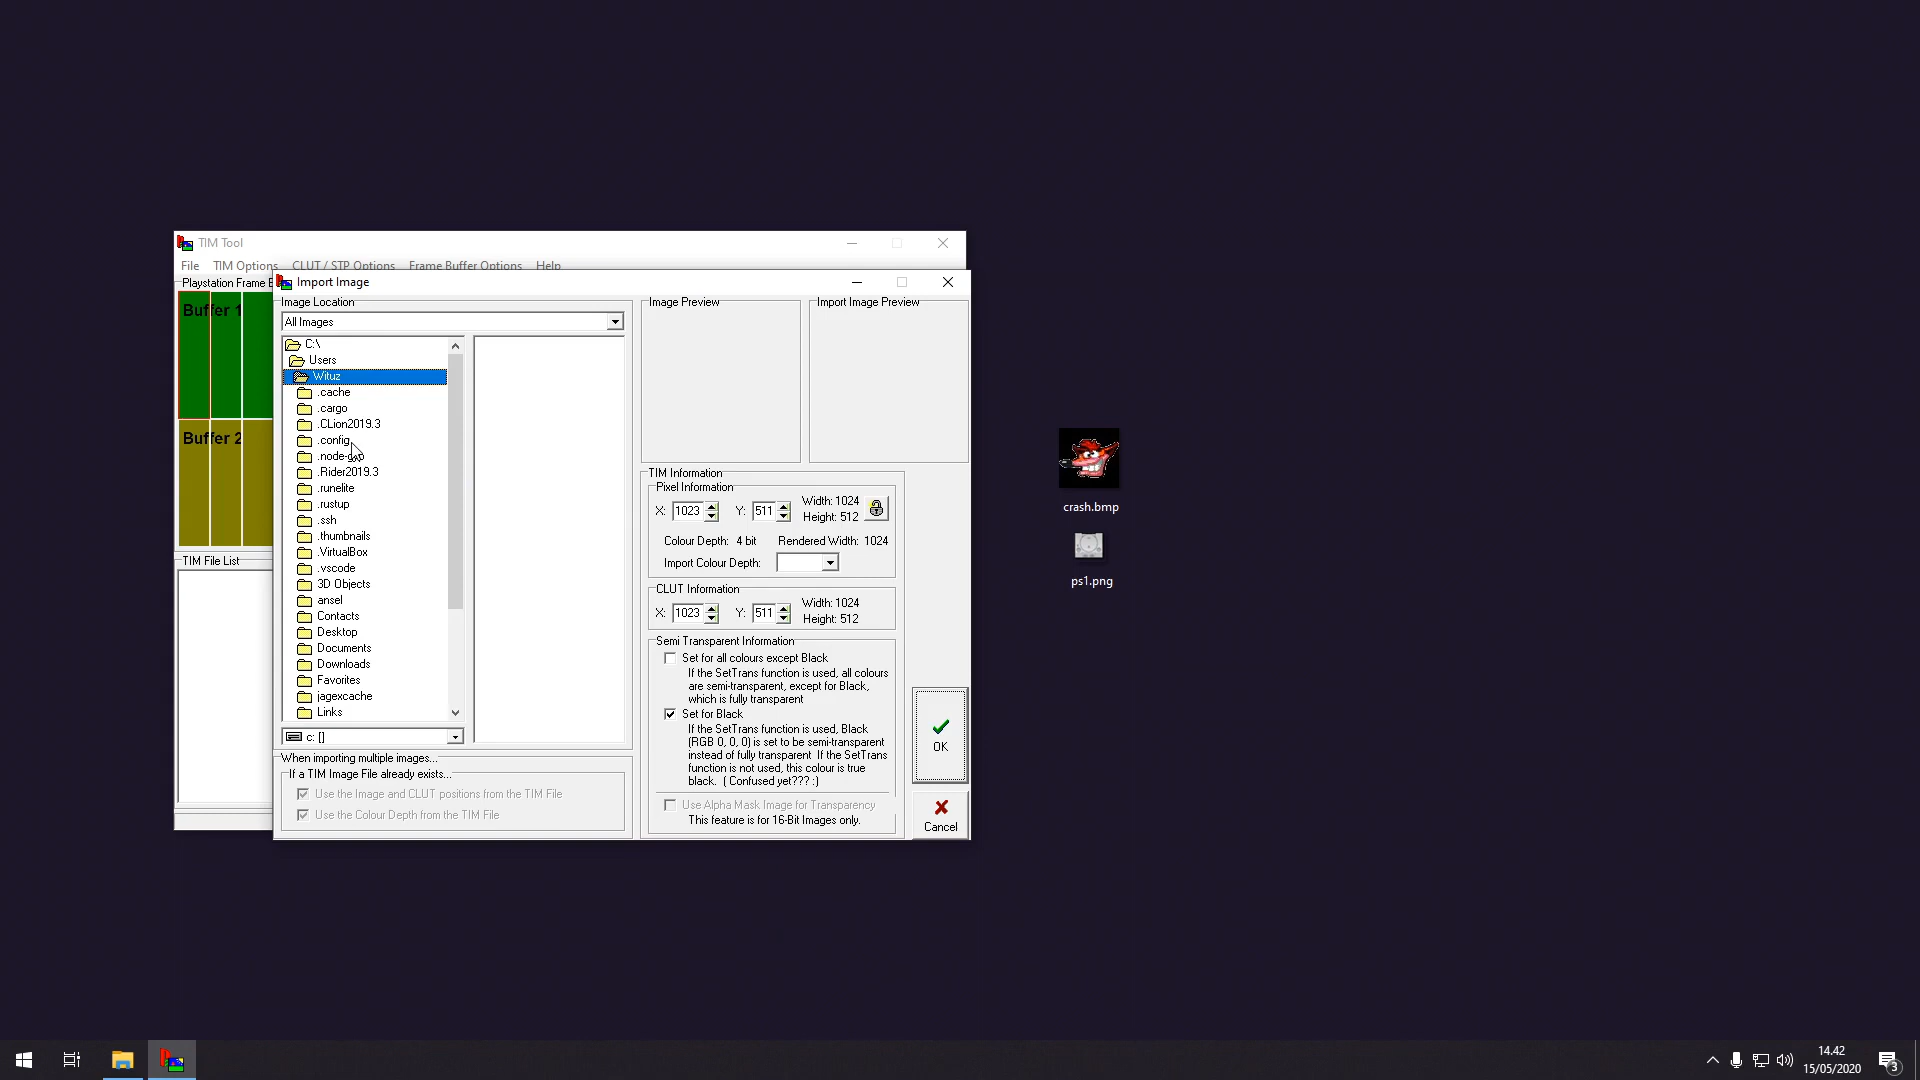 TIM Tool
File TIM Options CLUT / STP Options Frame Buffer Options Help
Playstation Frame B
Buffer 1
Buffer 2
TIM File List
Import Image
Image Location
All Images
C:\
Users
Wituz
.cache
.cargo
.CLion2019.3
.config
.Rider2019.3
.runelite
.rustup
.ssh
.thumbnails
.VirtualBox
.vscode
3D Objects
ansel
Contacts
Desktop
Documents
Downloads
Favorites
jagexcache
Links
c: []
When importing multiple images...
If a TIM Image File already exists...
Use the Image and CLUT positions from the TIM File
Use the Colour Depth from the TIM File
Image Preview
Import Image Preview
TIM Information
Pixel Information
X: 1023 Y: 511 Width: 1024
Height: 512
Colour Depth: 4 bit Rendered Width: 1024
Import Colour Depth:
CLUT Information
X: 1023 Y: 511 Width: 1024
Height: 512
Semi Transparent Information
Set for all colours except Black
If the SetTrans function is used, all colours
are semi-transparent, except for Black,
which is fully transparent
Set for Black
If the SetTrans function is used, Black
(RGB 0, 0, 0) is set to be semi-transparent
instead of fully transparent If the SetTrans
function is not used, this colour is true
black. ( Confused yet??? :)
Use Alpha Mask Image for Transparency
This feature is for 16-Bit Images only.
OK
Cancel
crash.bmp
ps1.png
14.42
15/05/2020
3